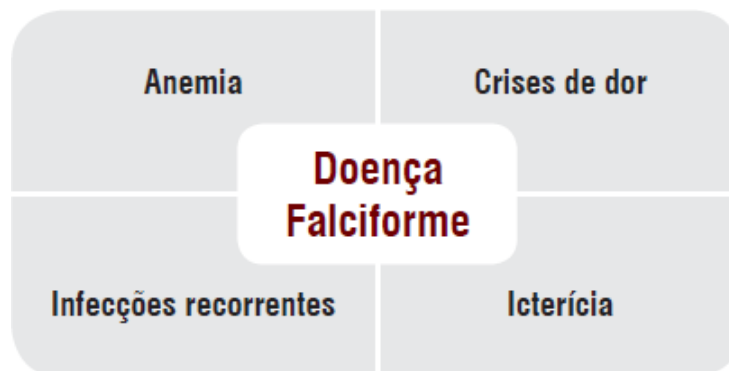 Anemia
Crises de dor
Doença
Falciforme
Infecções recorrentes
Icterícia